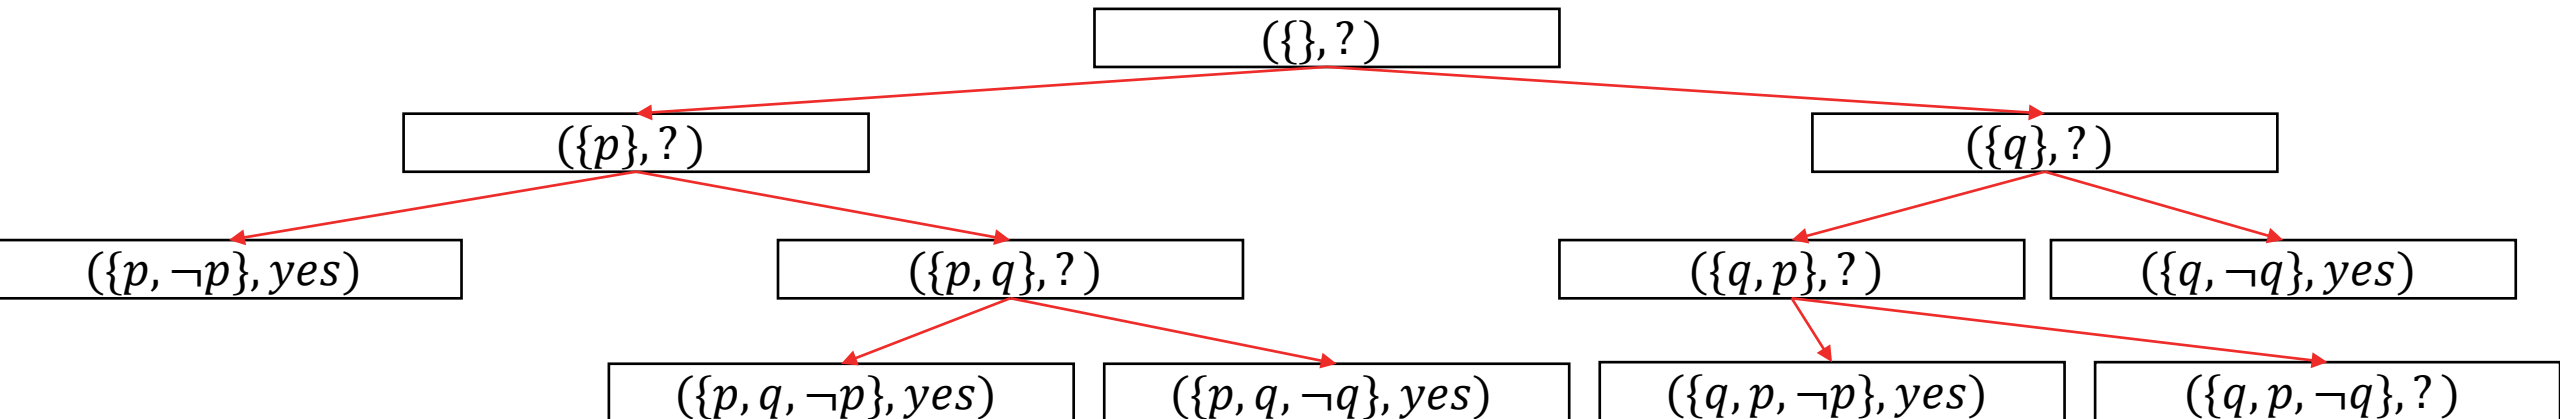 ({}, ? )
({p}, ? )
({q}, ? )
({p, ¬p}, yes)
({p, q}, ? )
({q, p}, ? )
({q, ¬q}, yes)
({p, q, ¬p}, yes)
({p, q, ¬q}, yes)
({q, p, ¬p}, yes)
({q, p, ¬q}, ? )